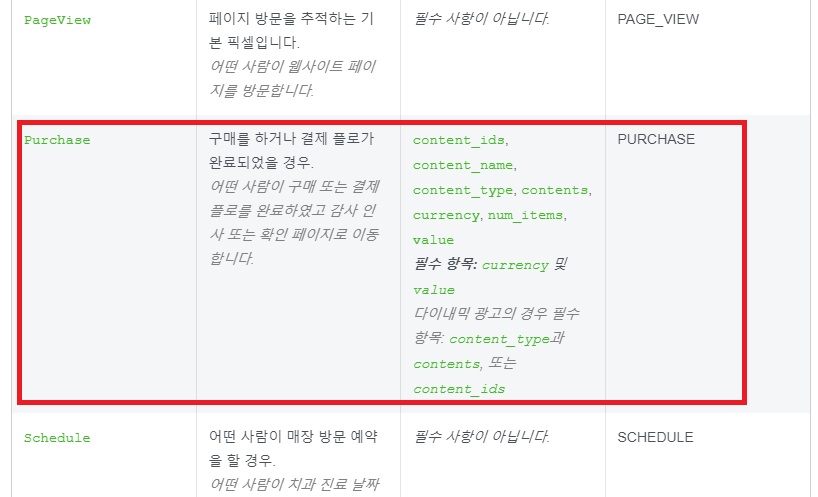 PageView
페이지 방문을 추적하는 기
본 픽셀입니다.
어떤 사람이 웹사이트 페이
지를 방문합니다.
필수 사항이 아닙니다.
PAGE_VIEW
Purchase
구매를 하거나 결제 플로가
완료되었을 경우.
어떤 사람이 구매 또는 결제
플로를 완료하였고 감사 인
사 또는 확인 페이지로 이동
합니다.
content_ids,
content_name,
content_type, contents,
currency, num_items,
value
필수 항목: currency 및
value
다이내믹 광고의 경우 필수
항목: content_type과
contents, 또는
content_ids
PURCHASE
Schedule
어떤 사람이 매장 방문 예약
을 할 경우.
어떤 사람이 치과 진료 날짜
필수 사항이 아닙니다.
SCHEDULE